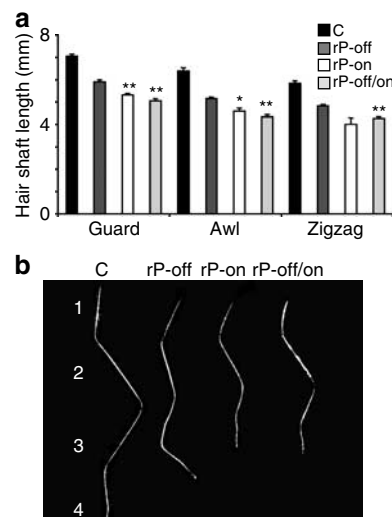 a
C
rP-off
rP-on
rP-off/on
Hair shaft length (mm)
8
4
0
** **
* **
**
Guard Awl Zigzag
b
C rP-off rP-on rP-off/on
1
2
3
4